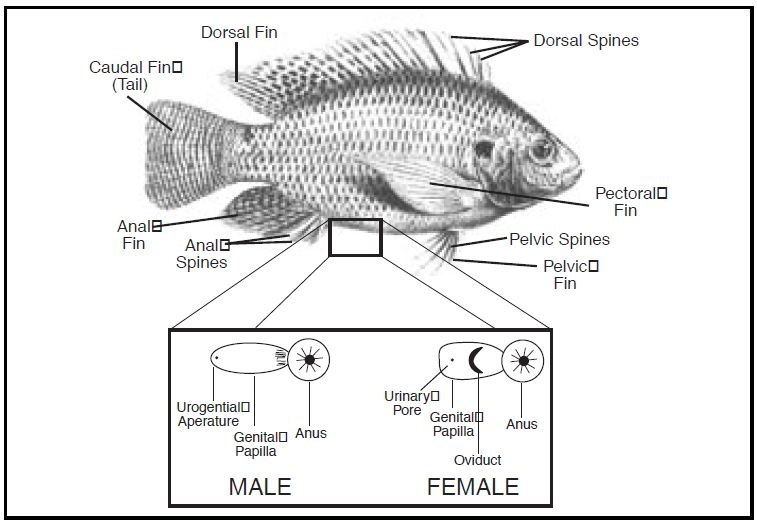 Dorsal Fin
Dorsal Spines
Caudal Fin□
(Tail)
Pectoral□
Fin
Anal□
Fin
Anal□
Spines
Pelvic Spines
Pelvic□
Fin
Urogential□
Aperature
Genital□
Papilla
Anus
MALE
Urinary□
Pore
Genital□
Papilla
Oviduct
Anus
FEMALE